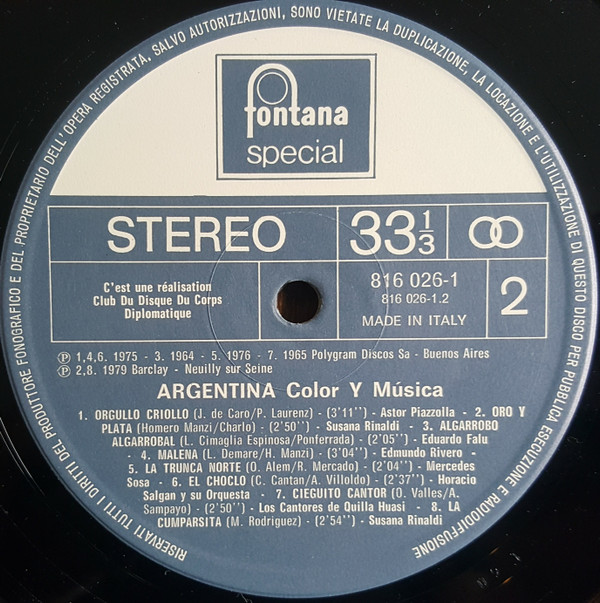 RISERVATI TUTTI I DIRITTI DEL PRODUTTORE FONOGRAFICO E DEL PROPRIETARIO DELL'OPERA REGISTRATA, SALVO AUTORIZZAZIONI, SONO VIETATE LA DUPLICAZIONE, LA LOCAZIONE E L'UTILIZZAZIONE DI QUESTO DISCO PER PUBBLICA ESECUZIONE E RADIODIFFUSIONE
fontana
special
STEREO
33 1/3
C'est une réalisation
Club Du Disque Du Corps
Diplomatique
816 026-1
816 026-1.2
MADE IN ITALY
2
Ⓟ 1,4,6. 1975 - 3. 1964 - 5. 1976 - 7. 1965 Polygram Discos Sa - Buenos Aires
Ⓟ 2,8. 1979 Barclay - Neuilly sur Seine
ARGENTINA Color Y Música
1. ORGULLO CRIOLLO (J. de Caro/P. Laurenz) - (3'11'') Astor Piazzolla - 2. ORO Y
PLATA (Homero Manzi/Charlo) - (2'50'') Susana Rinaldi - 3. ALGARROBO
ALGARROBAL (L. Cimaglia Espinosa/Ponferrada) - (2'05'') Eduardo Falu
- 4. MALENA (L. Demare/H. Manzi) - (3'04'') Edmundo Rivero -
5. LA TRUNCA NORTE (O. Alem/R. Mercado) - (2'04'') Mercedes
Sosa - 6. EL CHOCLO (C. Cantan/A. Villoldo) - (2'37'') Horacio
Salgan y su Orquesta - 7. CIEGUITO CANTOR (O. Valles/A.
Sampayo) - (2'50'') - Los Cantores de Quilla Huasi - 8. LA
CUMPARSITA (M. Rodriguez) - (2'54'') - Susana Rinaldi